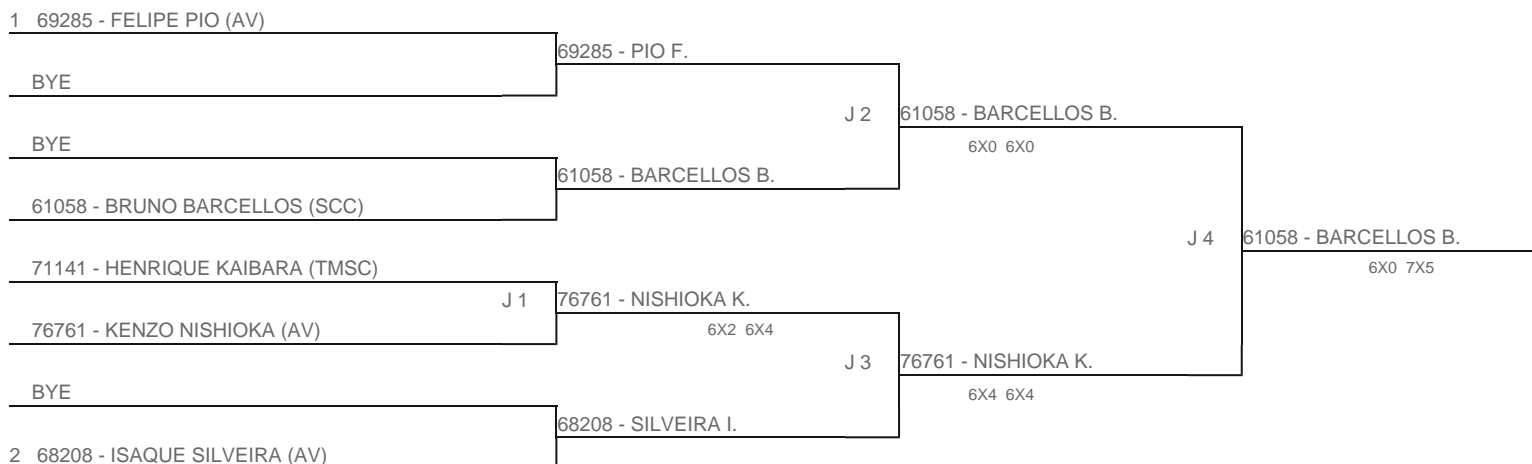 1 69285 - FELIPE PIO (AV)
69285 - PIO F.
BYE
J 2 61058 - BARCELLOS B.
6X0 6X0
BYE
61058 - BARCELLOS B.
61058 - BRUNO BARCELLOS (SCC)
J 4 61058 - BARCELLOS B.
6X0 7X5
71141 - HENRIQUE KAIBARA (TMSC)
J 1 76761 - NISHIOKA K.
6X2 6X4
76761 - KENZO NISHIOKA (AV)
J 3 76761 - NISHIOKA K.
6X4 6X4
BYE
68208 - SILVEIRA I.
2 68208 - ISAQUE SILVEIRA (AV)